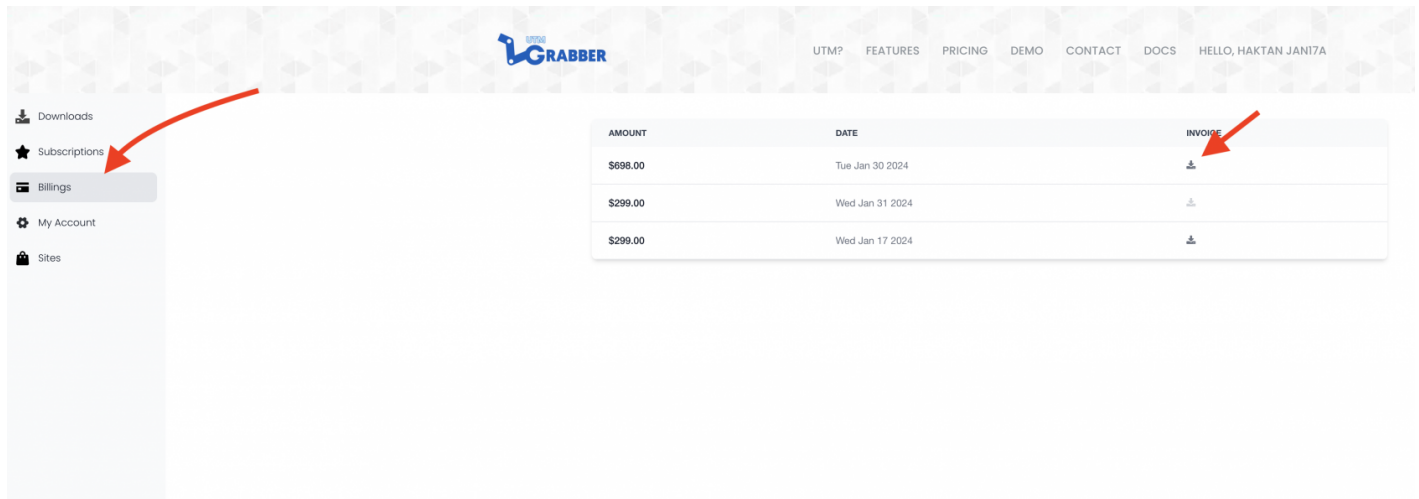 UTM
GRABBER
UTM? FEATURES PRICING DEMO CONTACT DOCS HELLO, HAKTAN JAN17A
Downloads
Subscriptions
Billings
My Account
Sites
AMOUNT DATE INVOICE
$698.00 Tue Jan 30 2024
$299.00 Wed Jan 31 2024
$299.00 Wed Jan 17 2024